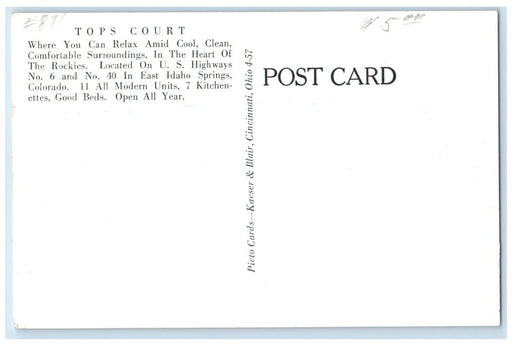 TOPS COURT
Where You Can Relax Amid Cool, Clean,
Comfortable Surroundings, In The Heart Of
The Rockies. Located On U. S. Highways
No. 6 and No. 40 In East Idaho Springs,
Colorado. 11 All Modern Units, 7 Kitchen-
ettes, Good Beds. Open All Year.
Picto Cards—Kaeser & Blair, Cincinnati, Ohio 4-57
POST CARD
$5.00